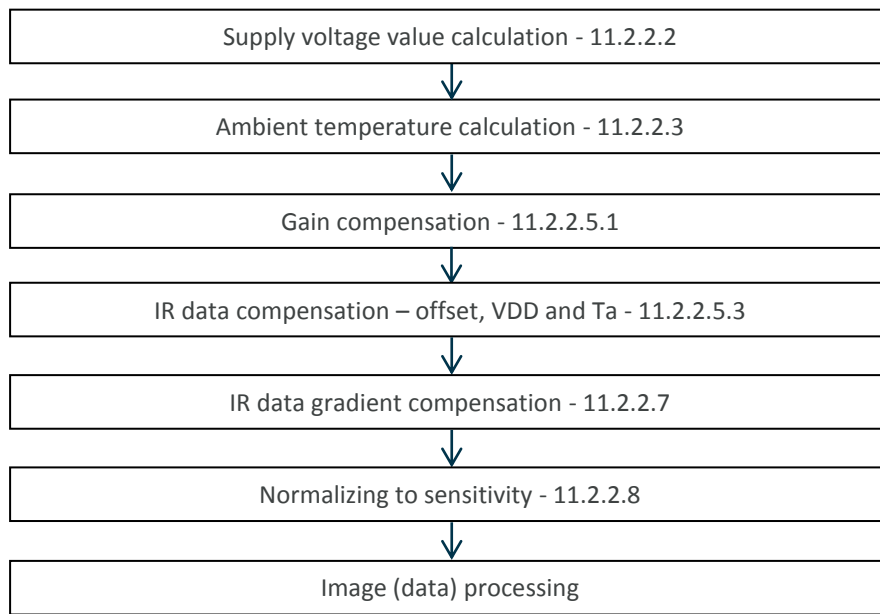 Supply voltage value calculation - 11.2.2.2
Ambient temperature calculation - 11.2.2.3
Gain compensation - 11.2.2.5.1
IR data compensation – offset, VDD and Ta - 11.2.2.5.3
IR data gradient compensation - 11.2.2.7
Normalizing to sensitivity - 11.2.2.8
Image (data) processing